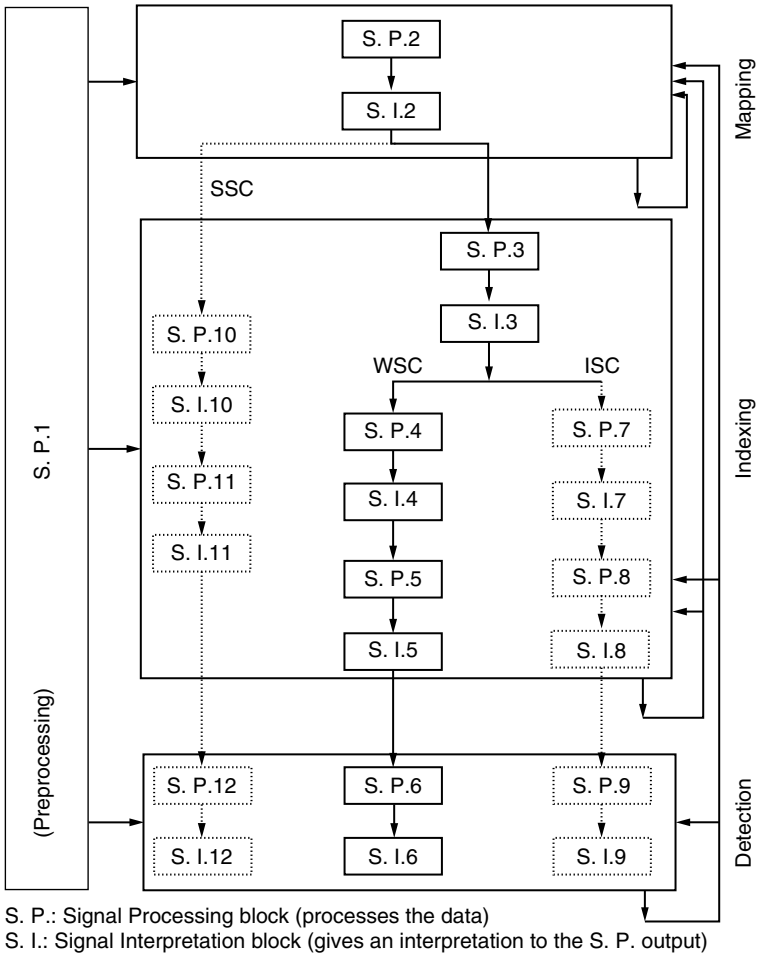 S. P.2
S. I.2
Mapping
SSC
S. P.3
S. I.3
WSC
ISC
S. P.10
S. I.10
S. P.11
S. I.11
S. P.4
S. I.4
S. P.5
S. I.5
S. P.7
S. I.7
S. P.8
S. I.8
Indexing
S. P.1
(Preprocessing)
S. P.12
S. I.12
S. P.6
S. I.6
S. P.9
S. I.9
Detection
S. P.: Signal Processing block (processes the data)
S. I.: Signal Interpretation block (gives an interpretation to the S. P. output)